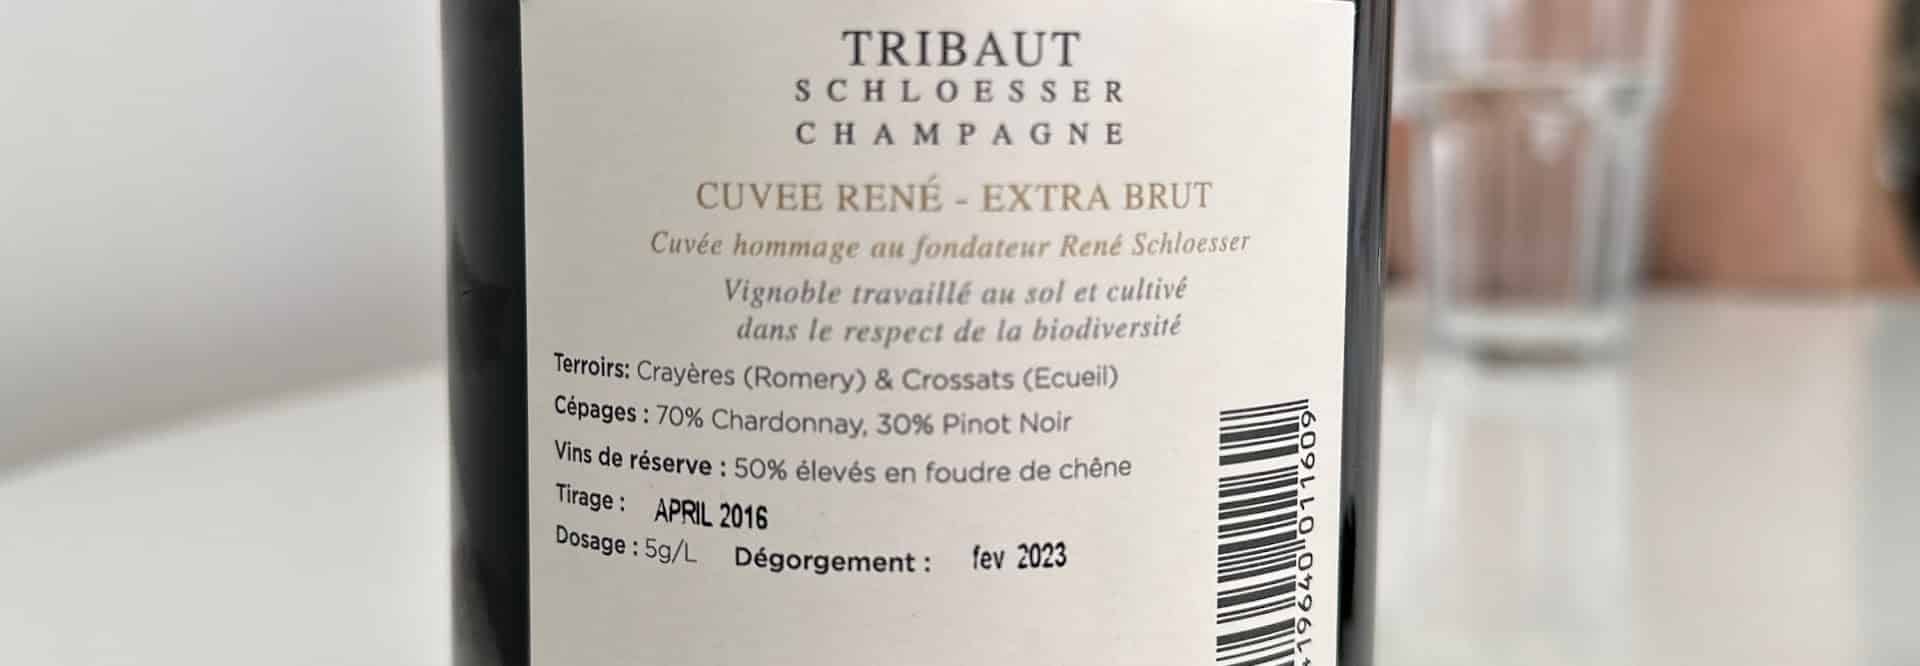 TRIBAUT
SCHLOESSER
CHAMPAGNE
CUVEE RENÉ - EXTRA BRUT
Cuvée hommage au fondateur René Schloesser
Vignoble travaillé au sol et cultivé
dans le respect de la biodiversité
Terroirs: Crayères (Romery) & Crossats (Ecueil)
Cépages : 70% Chardonnay, 30% Pinot Noir
Vins de réserve : 50% élevés en foudre de chêne
Tirage : APRIL 2016
Dosage : 5g/L Dégorgement : fev 2023
19640 011609